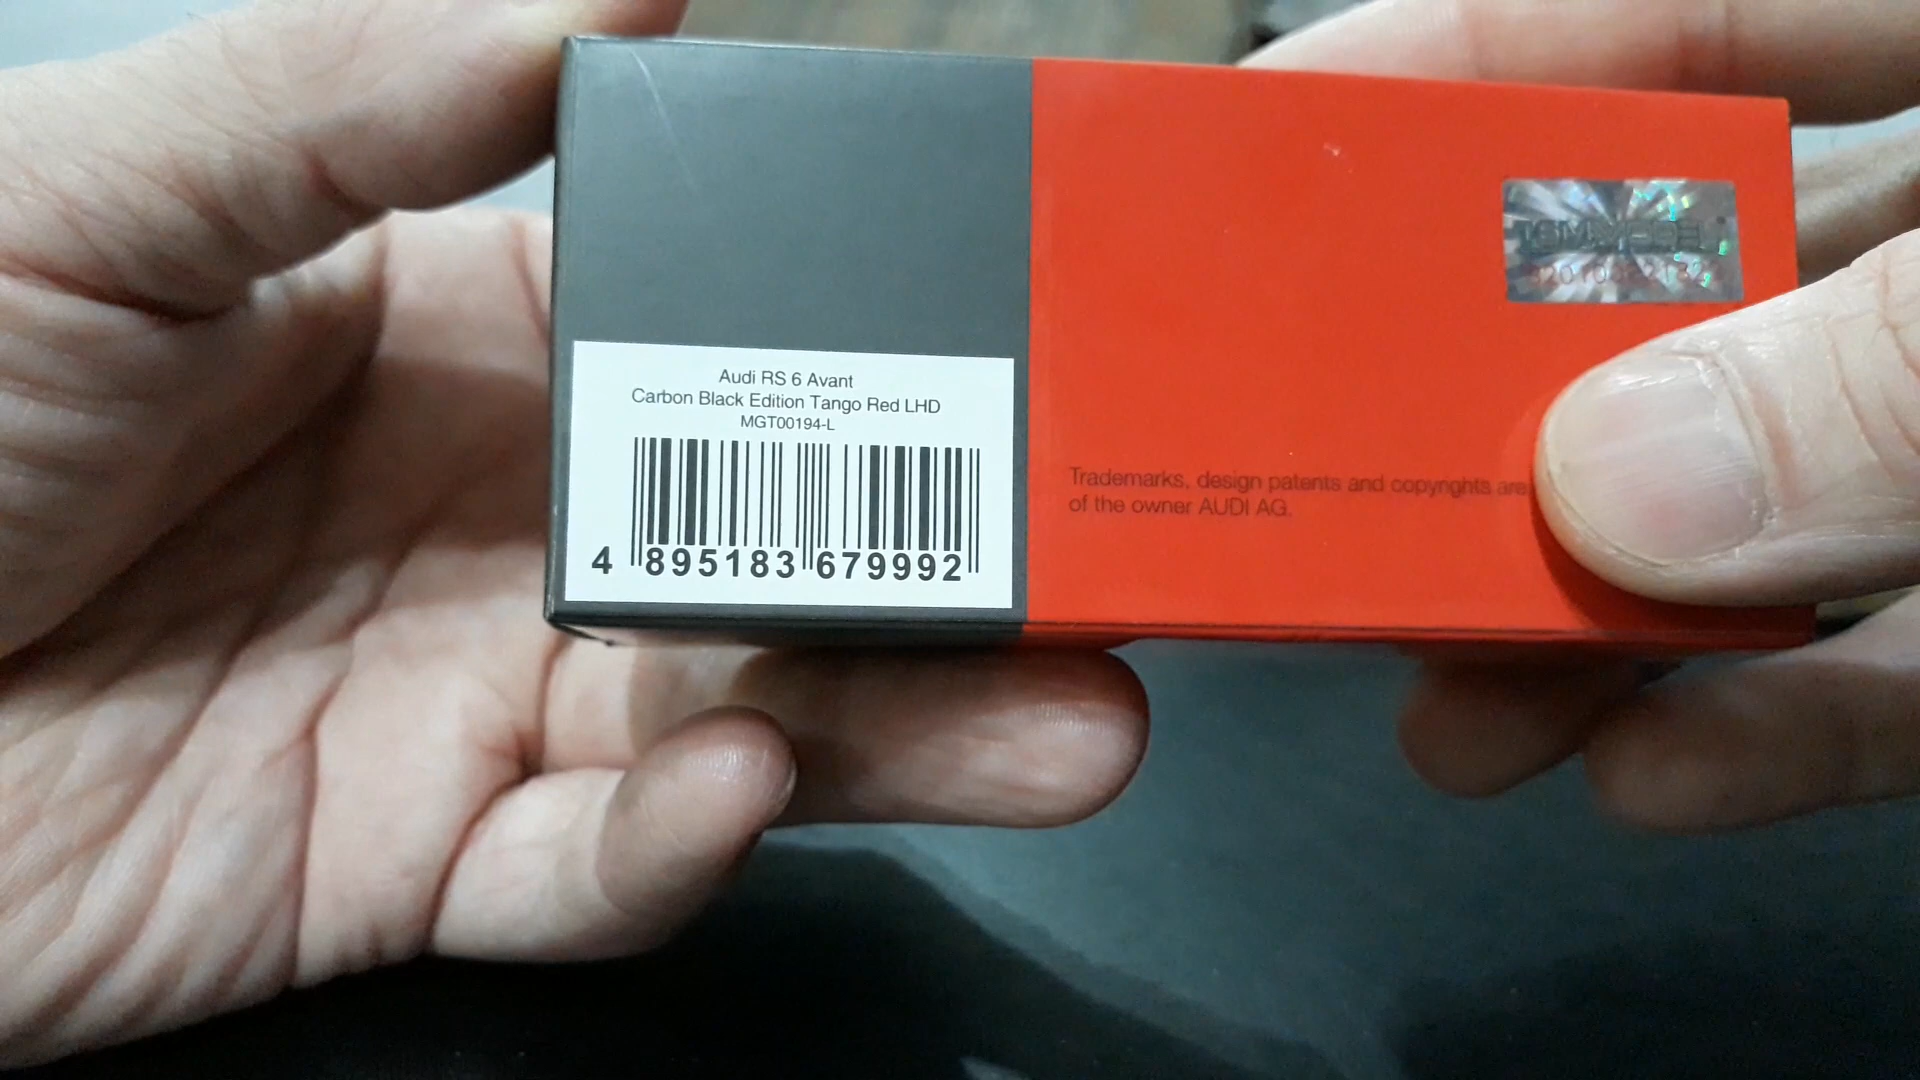 Audi RS 6 Avant
Carbon Black Edition Tango Red LHD
MGT00194-L
4 895183 679992
Trademarks, design patents and copyrights are
of the owner AUDI AG.